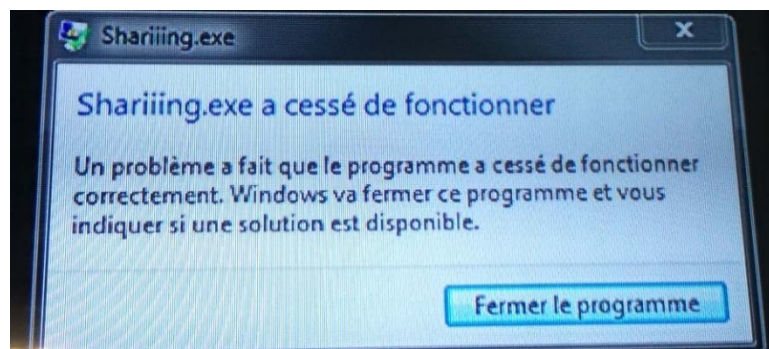 Shariiing.exe
X
Shariiing.exe a cessé de fonctionner
Un problème a fait que le programme a cessé de fonctionner
correctement. Windows va fermer ce programme et vous
indiquer si une solution est disponible.
Fermer le programme